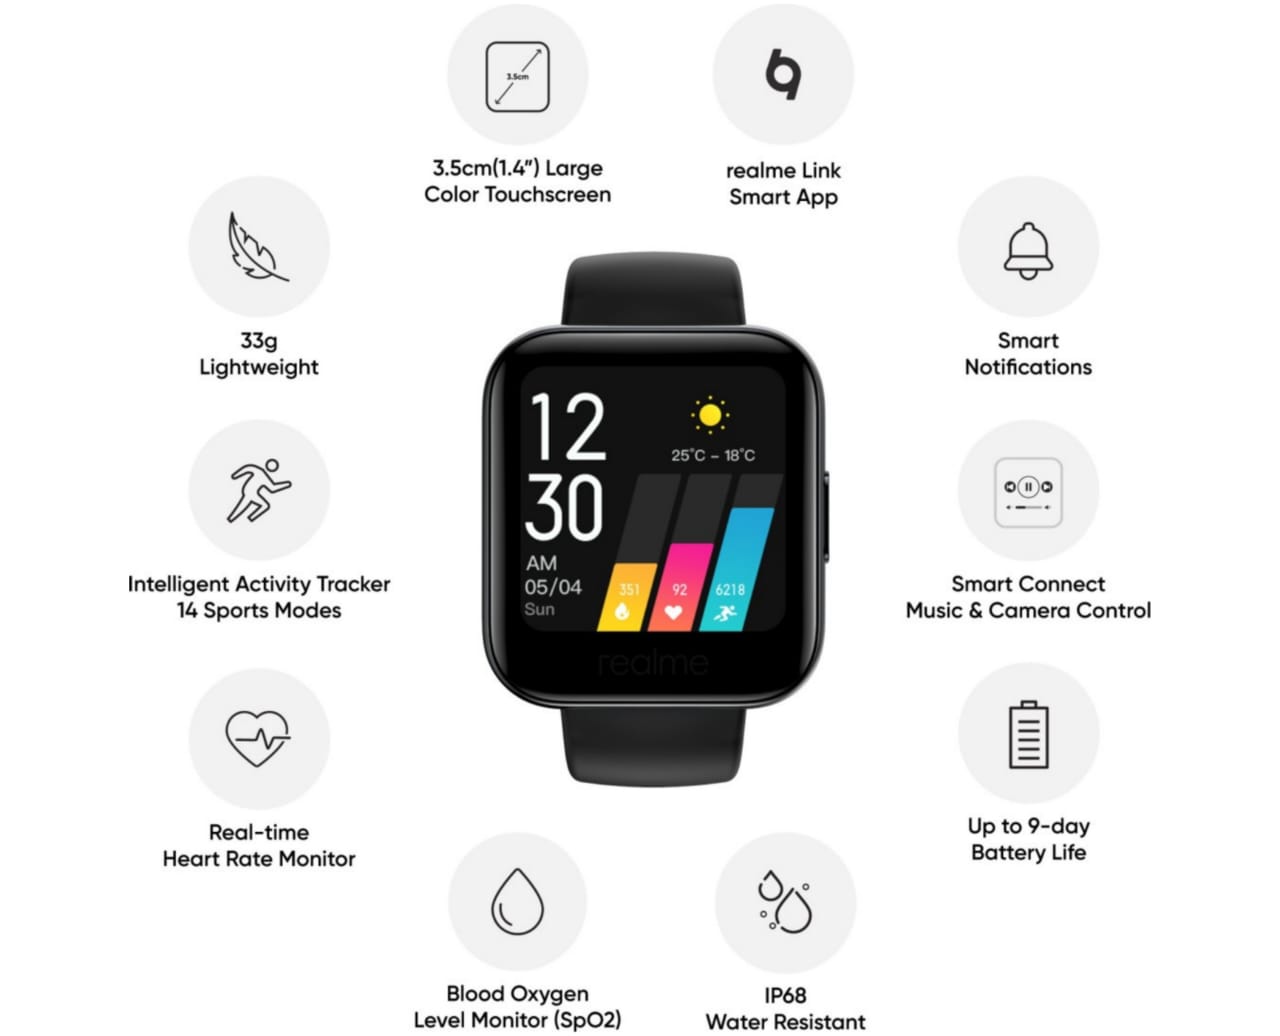 3.5cm
3.5cm(1.4”) Large
Color Touchscreen
realme Link
Smart App
33g
Lightweight
Smart
Notifications
12
30
AM
05/04
Sun
25°C – 18°C
351
92
6218
realme
Intelligent Activity Tracker
14 Sports Modes
Smart Connect
Music & Camera Control
Real-time
Heart Rate Monitor
Up to 9-day
Battery Life
Blood Oxygen
Level Monitor (SpO2)
IP68
Water Resistant